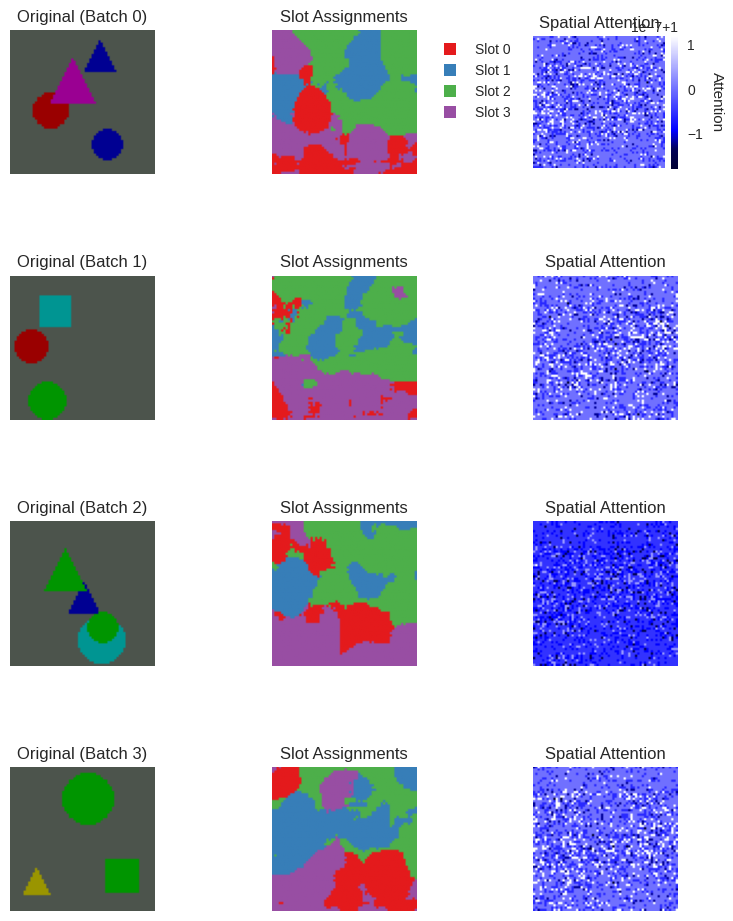 Original (Batch 0)
Slot Assignments
Slot 0
Slot 1
Slot 2
Slot 3
Spatial Attention
1e−7+1
1
0
−1
Attention
Original (Batch 1)
Slot Assignments
Spatial Attention
Original (Batch 2)
Slot Assignments
Spatial Attention
Original (Batch 3)
Slot Assignments
Spatial Attention